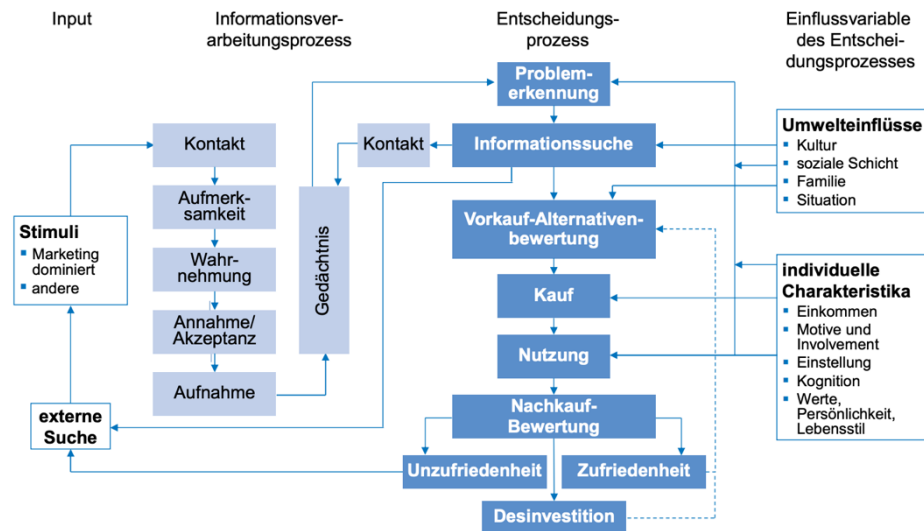 Input
Informationsver-
arbeitungsprozess
Entscheidungs-
prozess
Einflussvariable
des Entschei-
dungsprozesses
Problem-
erkennung
Kontakt
Kontakt
Informationssuche
Umwelteinflüsse
Kultur
soziale Schicht
Familie
Situation
Aufmerk-
samkeit
Gedächtnis
Vorkauf-Alternativen-
bewertung
Stimuli
Marketing
dominiert
andere
Wahr-
nehmung
Kauf
individuelle
Charakteristika
Einkommen
Motive und
Involvement
Einstellung
Kognition
Werte,
Persönlichkeit,
Lebensstil
Annahme/
Akzeptanz
Nutzung
Aufnahme
externe
Suche
Nachkauf-
Bewertung
Unzufriedenheit
Zufriedenheit
Desinvestition